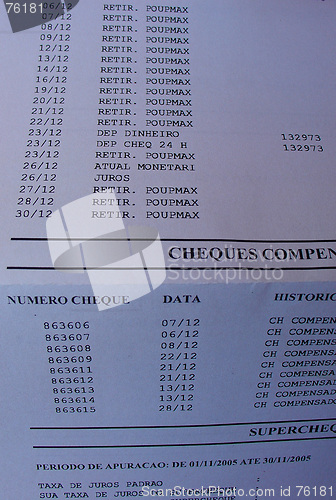 06/12 RETIR. POUPMAX
07/12 RETIR. POUPMAX
08/12 RETIR. POUPMAX
09/12 RETIR. POUPMAX
12/12 RETIR. POUPMAX
13/12 RETIR. POUPMAX
14/12 RETIR. POUPMAX
16/12 RETIR. POUPMAX
19/12 RETIR. POUPMAX
20/12 RETIR. POUPMAX
21/12 RETIR. POUPMAX
22/12 RETIR. POUPMAX
23/12 DEP DINHEIRO 132973
23/12 DEP CHEQ 24 H 132973
23/12 RETIR. POUPMAX
26/12 ATUAL MONETARI
26/12 JUROS
27/12 RETIR. POUPMAX
28/12 RETIR. POUPMAX
30/12 RETIR. POUPMAX
CHEQUES COMPEN
NUMERO CHEQUE DATA HISTORIC
863606 07/12 CH COMPEN
863607 06/12 CH COMPEN
863608 08/12 CH COMPENS
863609 22/12 CH COMPENS
863611 21/12 CH COMPENSA
863612 21/12 CH COMPENSA
863613 13/12 CH COMPENSA
863614 13/12 CH COMPENSA
863615 28/12 CH COMPENSA
SUPERCHEQ
PERIODO DE APURACAO: DE 01/11/2005 ATE 30/11/2005
TAXA DE JUROS PADRAO :
SUA TAXA DE JUROS